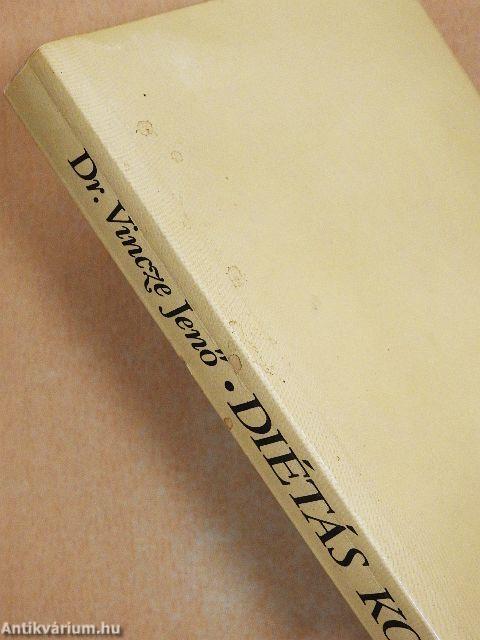 Dr. Vincze Jenő • DIÉTÁS KO
Antikvárium.hu